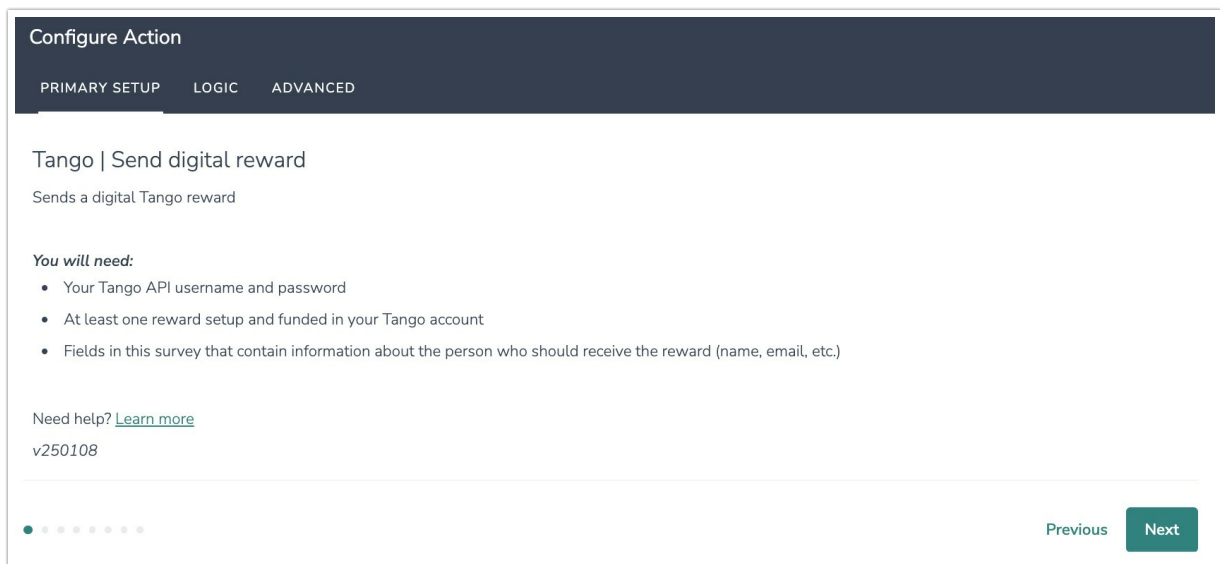 Configure Action
PRIMARY SETUP LOGIC ADVANCED
Tango | Send digital reward
Sends a digital Tango reward
You will need:
• Your Tango API username and password
• At least one reward setup and funded in your Tango account
• Fields in this survey that contain information about the person who should receive the reward (name, email, etc.)
Need help? Learn more
v250108
Previous Next